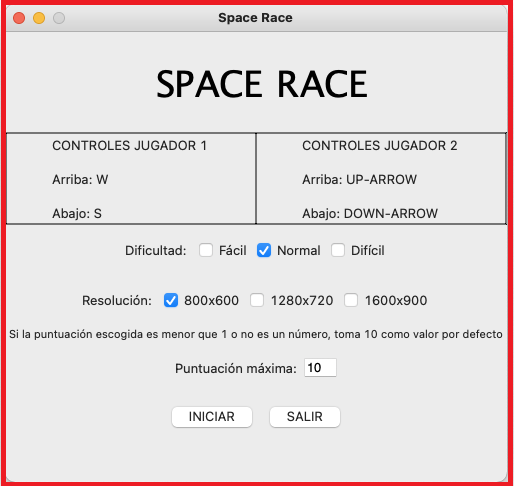 Space Race
SPACE RACE
CONTROLES JUGADOR 1
Arriba: W
Abajo: S
CONTROLES JUGADOR 2
Arriba: UP-ARROW
Abajo: DOWN-ARROW
Dificultad: Fácil Normal Difícil
Resolución: 800x600 1280x720 1600x900
Si la puntuación escogida es menor que 1 o no es un número, toma 10 como valor por defecto
Puntuación máxima: 10
INICIAR SALIR